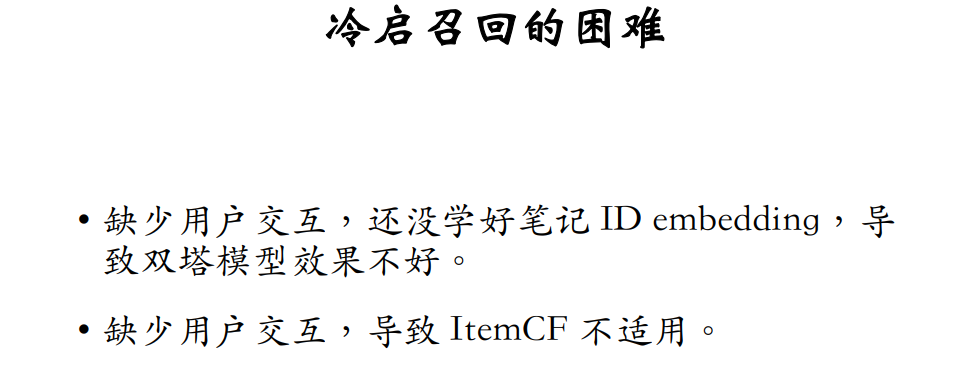 冷启召回的困难
• 缺少用户交互，还没学好笔记 ID embedding，导
致双塔模型效果不好。
• 缺少用户交互，导致 ItemCF 不适用。